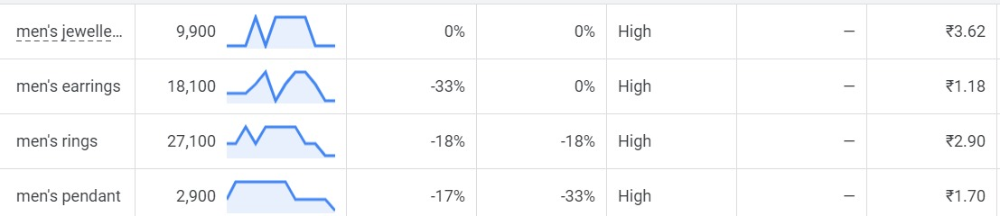 men's jewelle... 9,900 0% 0% High — ₹3.62
men's earrings 18,100 -33% 0% High — ₹1.18
men's rings 27,100 -18% -18% High — ₹2.90
men's pendant 2,900 -17% -33% High — ₹1.70